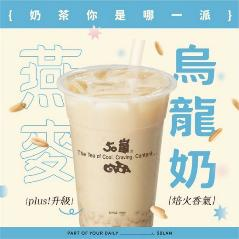 { 奶 茶 你 是 哪 一 派 }
燕麥
烏龍奶
50嵐
The Tea of Cool, Craving, Content
(plus!升級)
【焙火香氣】
PART OF YOUR DAILY
50LAN